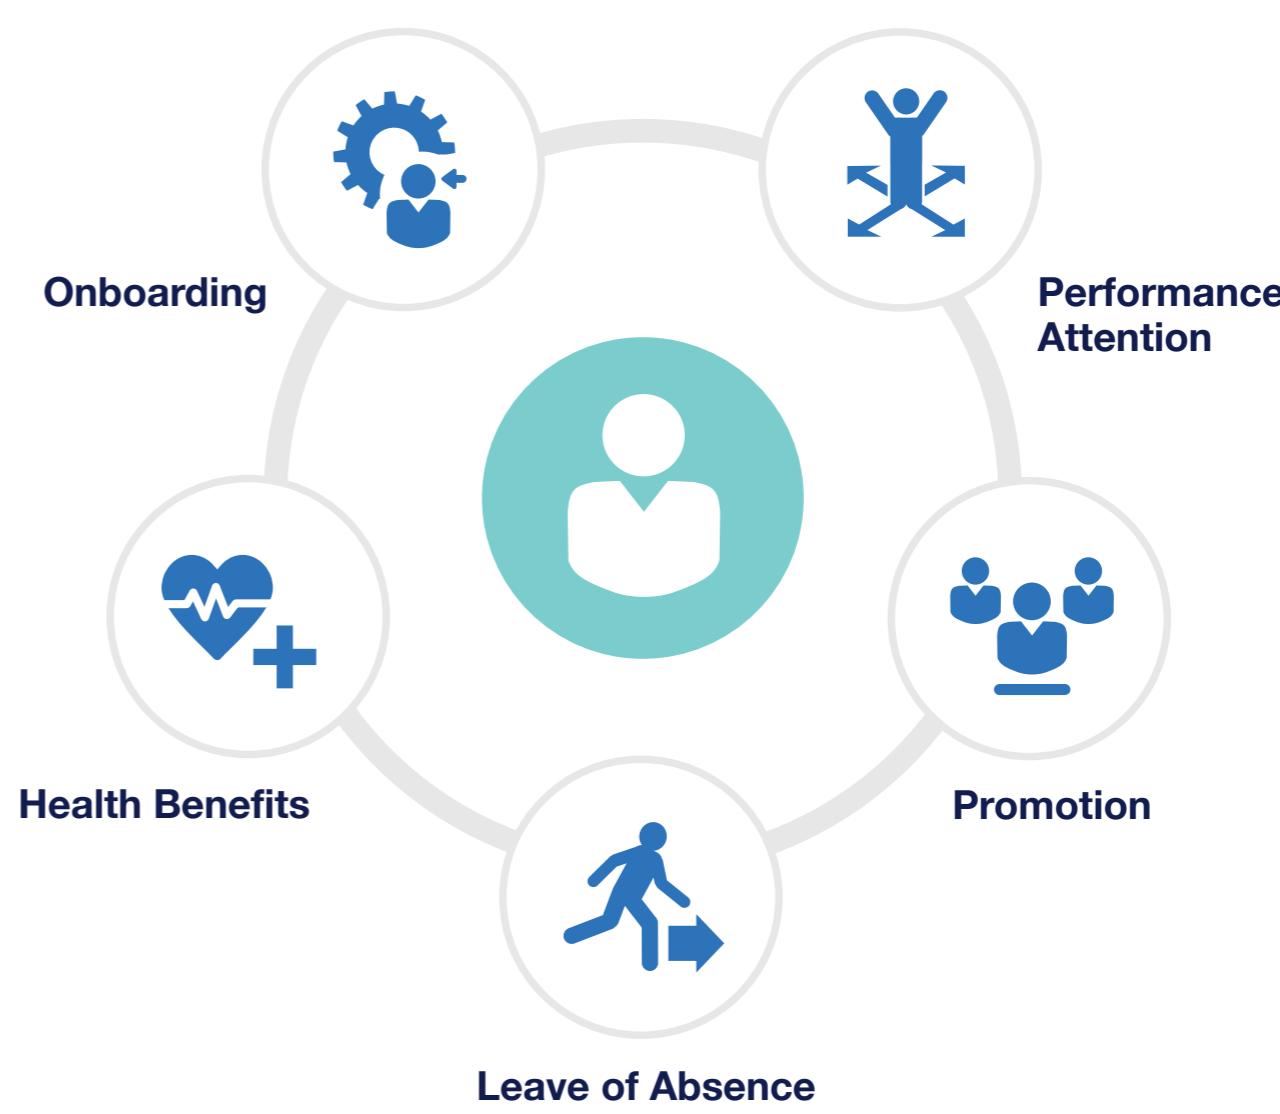 Onboarding
Performance
Attention
Health Benefits
Promotion
Leave of Absence